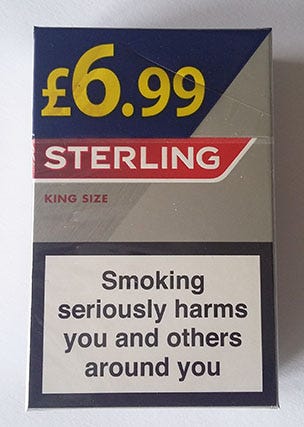 £6.99
STERLING
KING SIZE
Smoking
seriously harms
you and others
around you